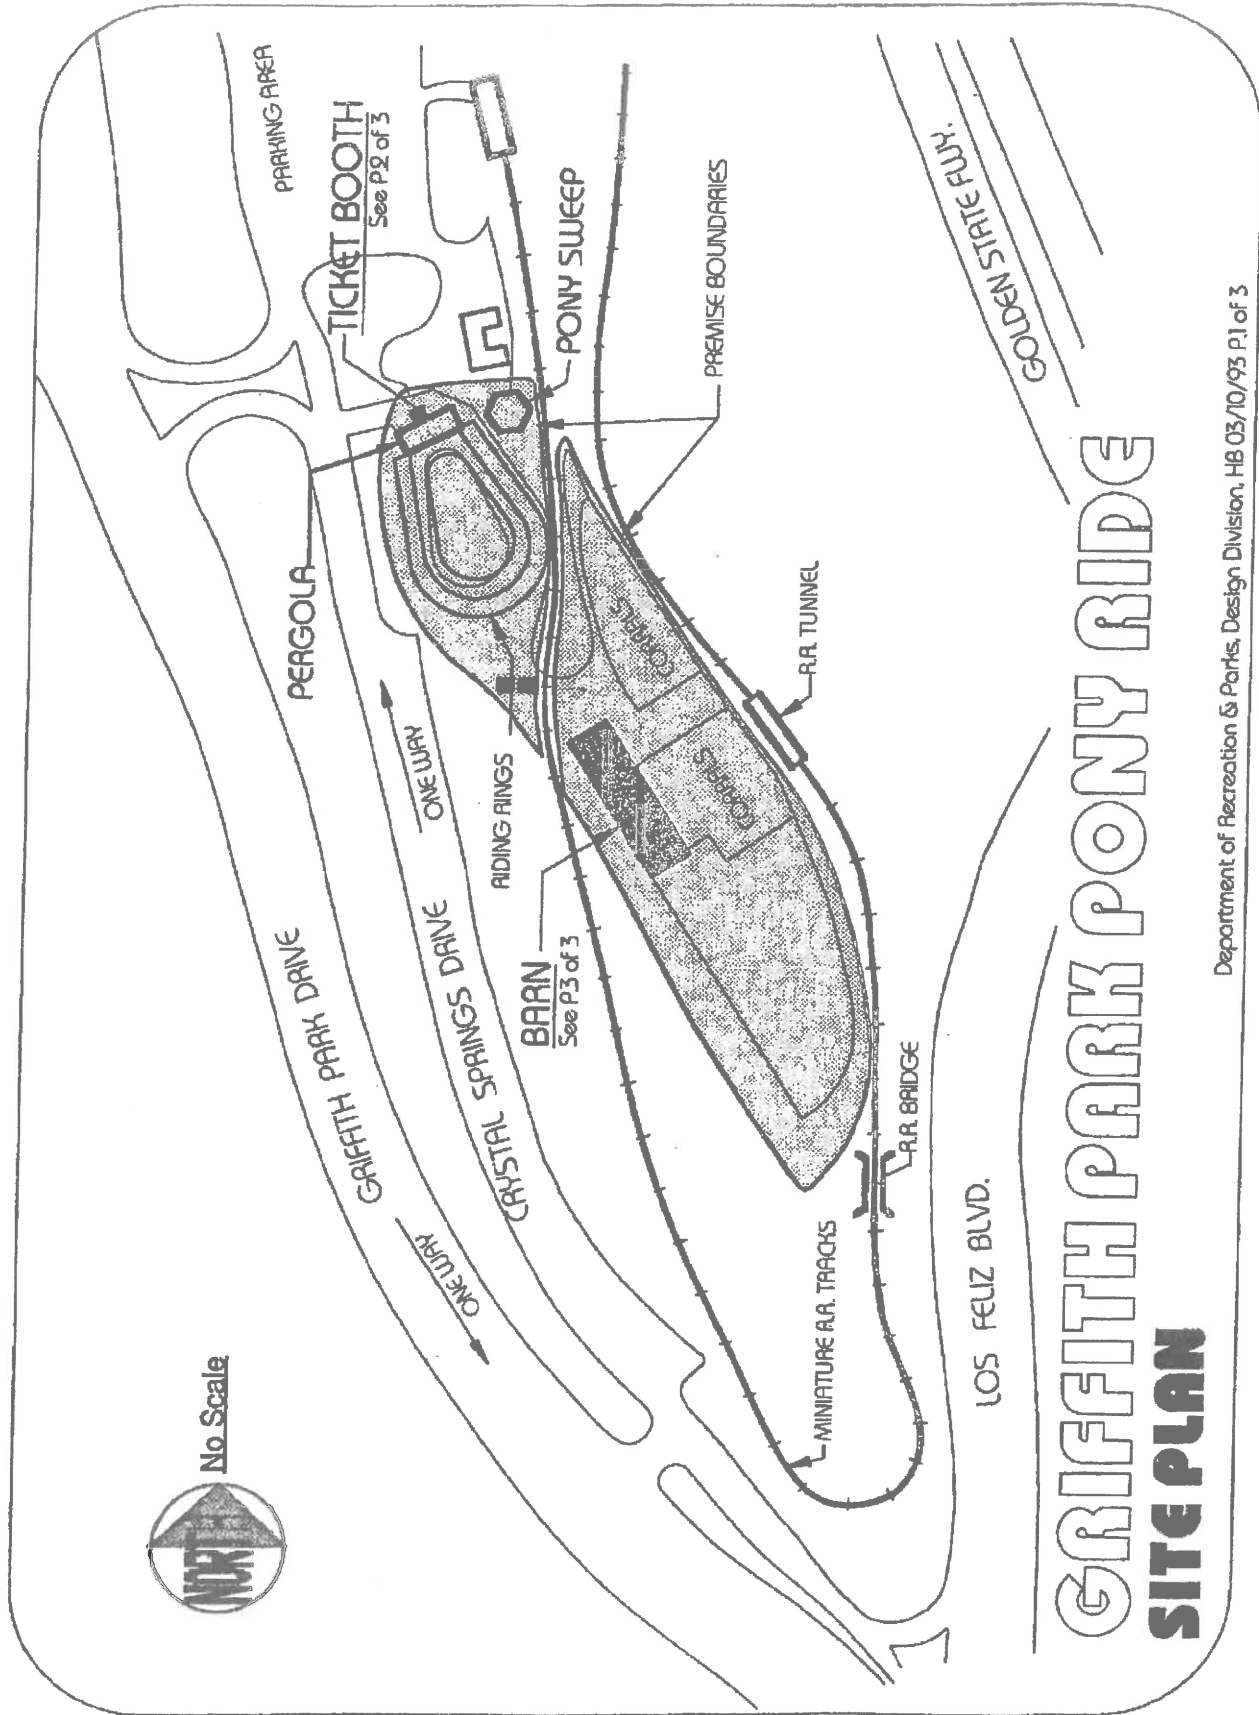 NORTH
No Scale
GRIFFITH PARK DRIVE
ONE WAY
CRYSTAL SPRINGS DRIVE
ONE WAY
PARKING AREA
PERGOLA
TICKET BOOTH
See P2 of 3
RIDING RINGS
BARN
See P3 of 3
PONY SWEEP
CORRALS
CORRALS
PREMISE BOUNDARIES
MINIATURE R.R. TRACKS
R.R. BRIDGE
R.R. TUNNEL
LOS FELIZ BLVD.
GOLDEN STATE FWY.
GRIFFITH PARK PONY RIDE
SITE PLAN
Department of Recreation & Parks, Design Division, HB 03/10/93 P.1 of 3